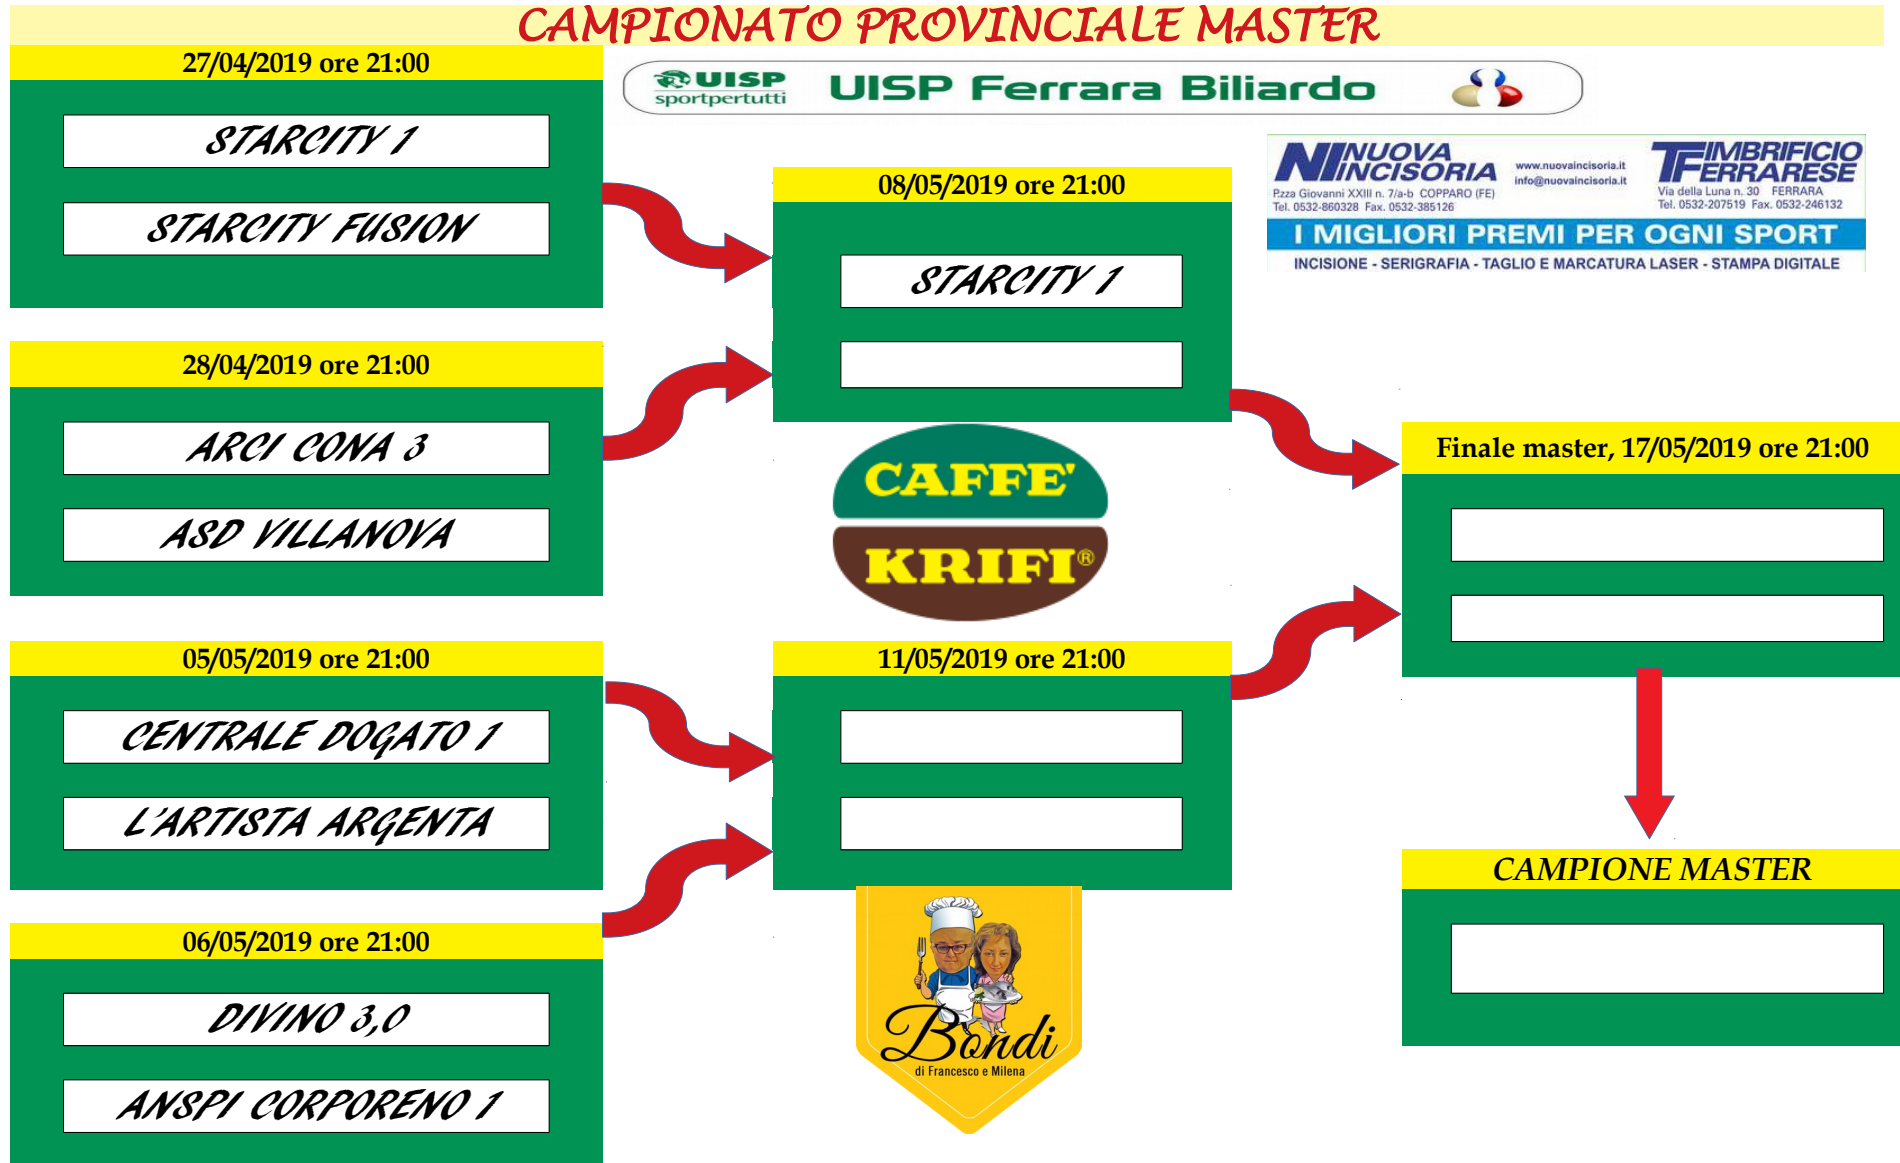 CAMPIONATO PROVINCIALE MASTER
27/04/2019 ore 21:00
STARCITY 1
STARCITY FUSION
28/04/2019 ore 21:00
ARCI CONA 3
ASD VILLANOVA
05/05/2019 ore 21:00
CENTRALE DOGATO 1
L'ARTISTA ARGENTA
06/05/2019 ore 21:00
DIVINO 3,0
ANSPI CORPORENO 1
UISP
sportpertutti
UISP Ferrara Biliardo
08/05/2019 ore 21:00
STARCITY 1
CAFFE'
KRIFI®
11/05/2019 ore 21:00
Bondi
di Francesco e Milena
NI NUOVA
INCISORIA
P.zza Giovanni XXIII n. 7/a-b COPPARO (FE)
Tel. 0532-860328 Fax. 0532-385126
www.nuovaincisoria.it
info@nuovaincisoria.it
TIMBRIFICIO
FERRARESE
Via della Luna n. 30 FERRARA
Tel. 0532-207519 Fax. 0532-246132
I MIGLIORI PREMI PER OGNI SPORT
INCISIONE - SERIGRAFIA - TAGLIO E MARCATURA LASER - STAMPA DIGITALE
Finale master, 17/05/2019 ore 21:00
CAMPIONE MASTER